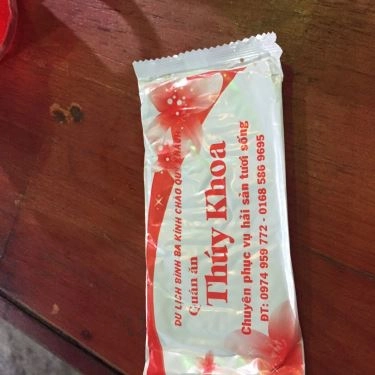 DU LỊCH BÌNH BA KÍNH CHÀO QUÝ KHÁCH
Quán ăn
Thúy Khoa
Chuyên phục vụ hải sản tươi sống
ĐT: 0974 959 772 - 0168 586 9695